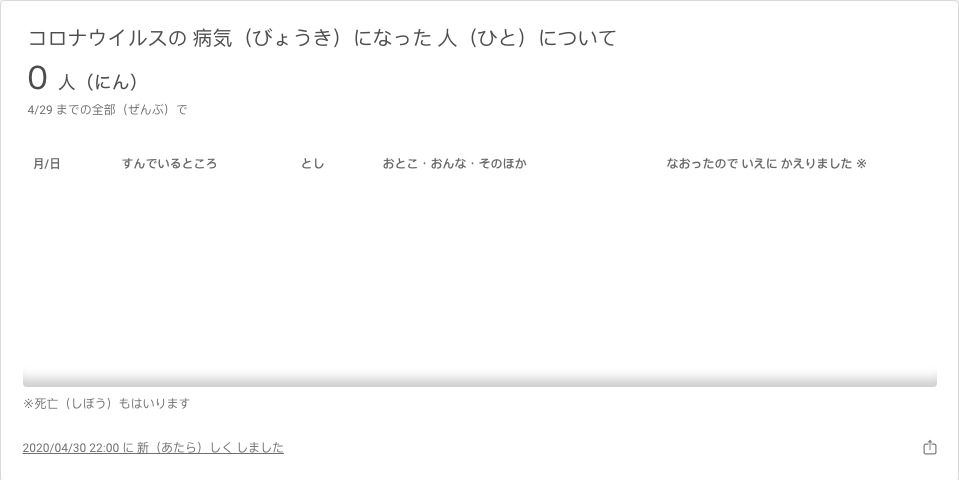 コロナウイルスの 病気（びょうき）になった 人（ひと）について
0 人（にん）
4/29 までの全部（ぜんぶ）で
月/日 すんでいるところ とし おとこ・おんな・そのほか なおったので いえに かえりました ※
※死亡（しぼう）もはいります
2020/04/30 22:00 に 新（あたら）しく しました